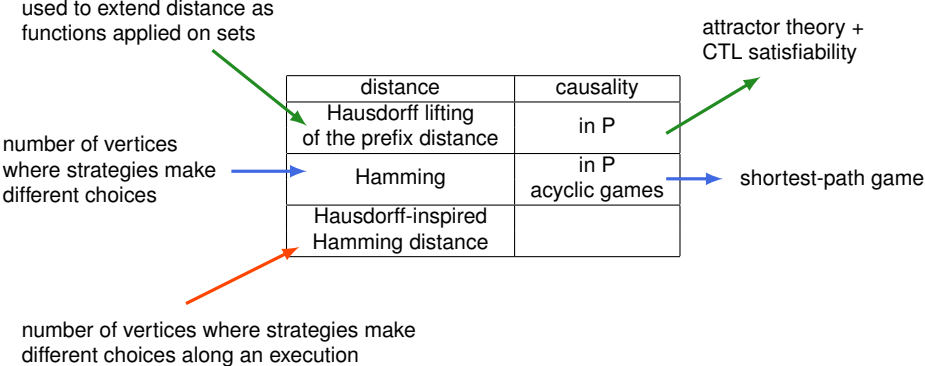 used to extend distance as
functions applied on sets
attractor theory +
CTL satisfiability
distance causality
Hausdorff lifting
of the prefix distance
in P
number of vertices
where strategies make
different choices
Hamming
in P
acyclic games
shortest-path game
Hausdorff-inspired
Hamming distance
number of vertices where strategies make
different choices along an execution